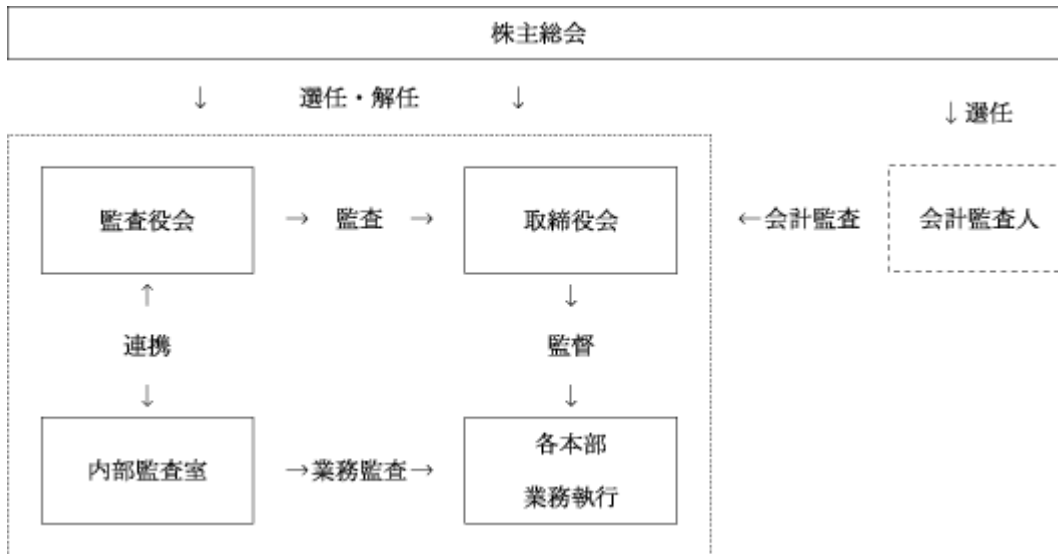 株主総会
↓ 選任・解任 ↓
↓選任
監査役会 → 監査 → 取締役会 ←会計監査 会計監査人
↑ ↓
連携 監督
↓ ↓
内部監査室 →業務監査→ 各本部
業務執行